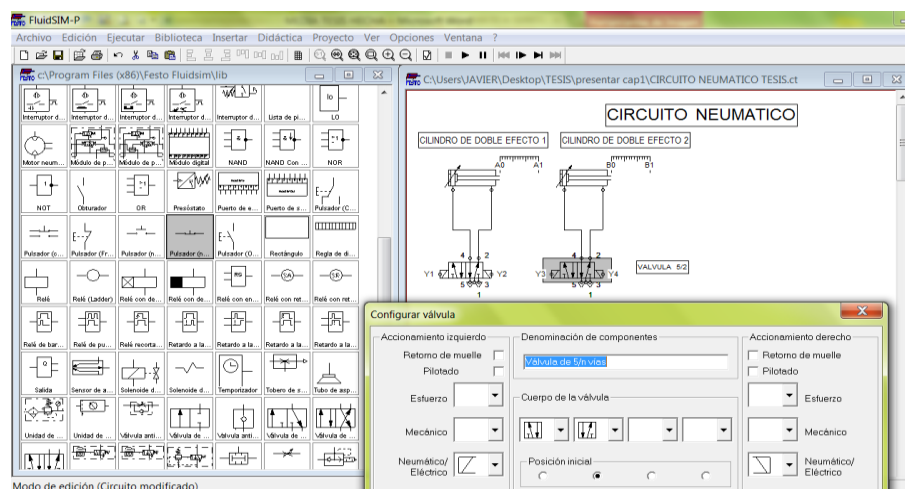 FluidSIM-P
Archivo Edición Ejecutar Biblioteca Insertar Didáctica Proyecto Ver Opciones Ventana ?
c:\Program Files (x86)\Festo Fluidsim\lib
C:\Users\JAVIER\Desktop\TESIS\presentar cap1\CIRCUITO NEUMATICO TESIS.ct
Interruptor d... Interruptor d... Interruptor d... Interruptor d... Interruptor d... Lista de pi... LO
Motor neum... Módulo de p... Módulo de p... Módulo digital NAND NAND Con ... NOR
NOT Obturador OR Presóstato Puerto de e... Puerto de s... Pulsador (C...
Pulsador (c... Pulsador (Fr... Pulsador (n... Pulsador (n... Pulsador (O... Rectángulo Regla de di...
Relé Relé (Ladder) Relé con de... Relé con de... Relé con en... Relé con ret... Relé con ret...
Relé de bar... Relé de pu... Relé recorta... Retardo a la... Retardo a la... Retardo a la... Retardo a la...
Salida Sensor de a... Solenoide d... Solenoide d... Temporizador Tobero de s... Tubo de asp...
Unidad de ... Unidad de ... Válvula anti... Válvula de ... Válvula anti... Válvula de ... Válvula de ...
CIRCUITO NEUMATICO
CILINDRO DE DOBLE EFECTO 1
CILINDRO DE DOBLE EFECTO 2
A0 A1 B0 B1
4 2 4 2
Y1 Y2 Y3 Y4
VALVULA 5/2
5 3 5 3
1 1
Configurar válvula
Accionamiento izquierdo
Denominación de componentes
Accionamiento derecho
Retorno de muelle
Válvula de 5/n vías
Retorno de muelle
Pilotado
Pilotado
Esfuerzo
Cuerpo de la válvula
Esfuerzo
Mecánico
Mecánico
Neumático/
Eléctrico
Posición inicial
Neumático/
Eléctrico
Modo de edición (Circuito modificado)